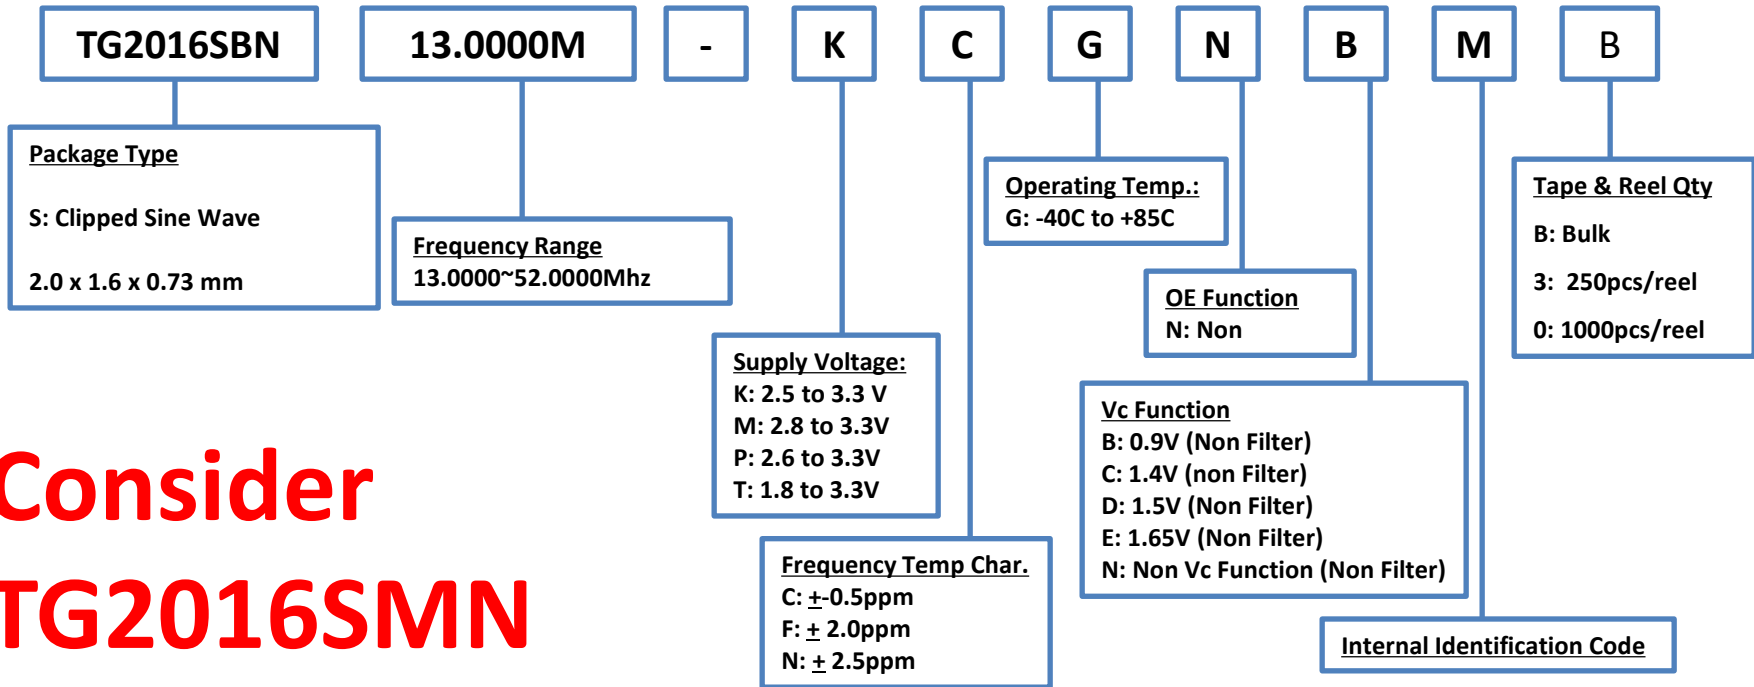 TG2016SBN 13.0000M - K C G N B M B
Package Type
S: Clipped Sine Wave
2.0 x 1.6 x 0.73 mm
Frequency Range
13.0000~52.0000Mhz
Supply Voltage:
K: 2.5 to 3.3 V
M: 2.8 to 3.3V
P: 2.6 to 3.3V
T: 1.8 to 3.3V
Frequency Temp Char.
C: +-0.5ppm
F: + 2.0ppm
N: + 2.5ppm
Operating Temp.:
G: -40C to +85C
OE Function
N: Non
Vc Function
B: 0.9V (Non Filter)
C: 1.4V (non Filter)
D: 1.5V (Non Filter)
E: 1.65V (Non Filter)
N: Non Vc Function (Non Filter)
Internal Identification Code
Tape & Reel Qty
B: Bulk
3: 250pcs/reel
0: 1000pcs/reel
Consider
TG2016SMN